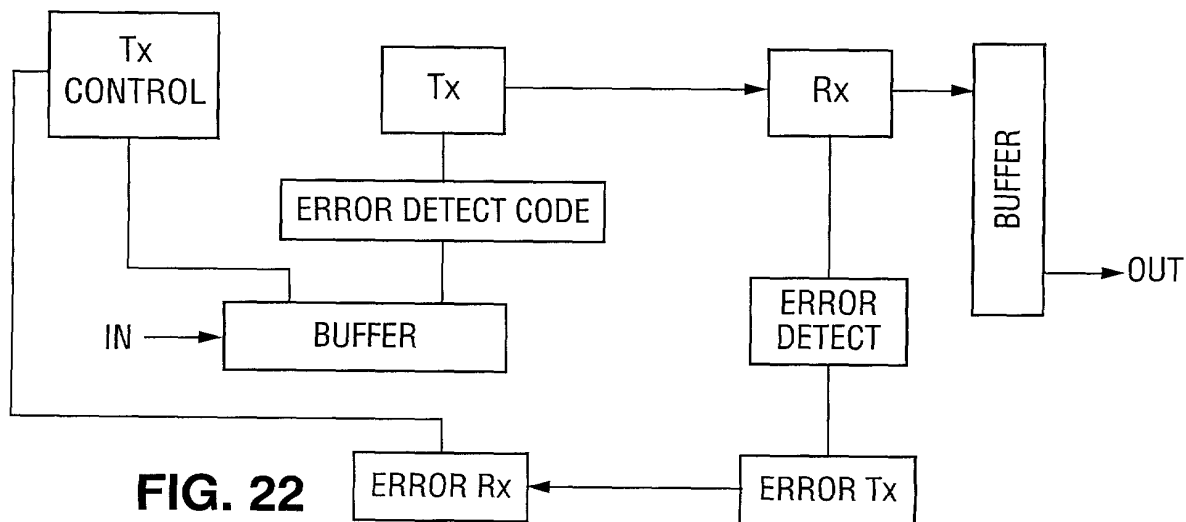 Tx
CONTROL
Tx
Rx
BUFFER
ERROR DETECT CODE
OUT
ERROR
DETECT
IN
BUFFER
FIG. 22
ERROR Rx
ERROR Tx